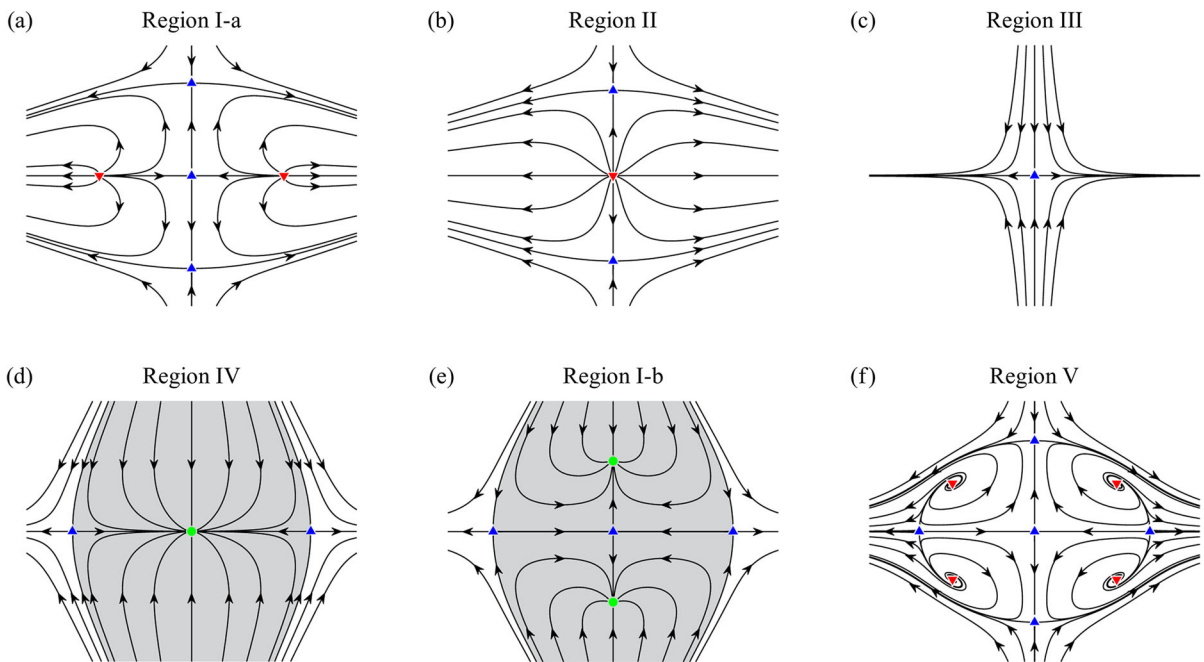 (a) Region I-a
(b) Region II
(c) Region III
(d) Region IV
(e) Region I-b
(f) Region V